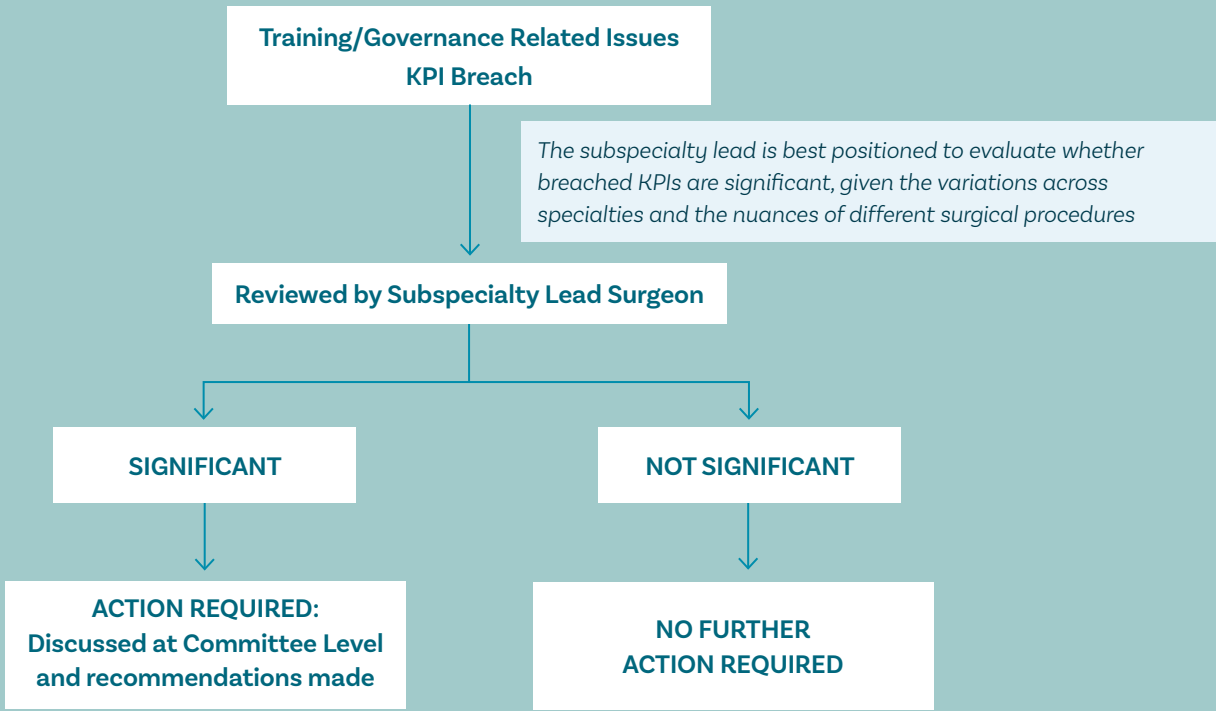 Training/Governance Related Issues
KPI Breach
The subspecialty lead is best positioned to evaluate whether
breached KPIs are significant, given the variations across
specialties and the nuances of different surgical procedures
Reviewed by Subspecialty Lead Surgeon
SIGNIFICANT
NOT SIGNIFICANT
ACTION REQUIRED:
Discussed at Committee Level
and recommendations made
NO FURTHER
ACTION REQUIRED